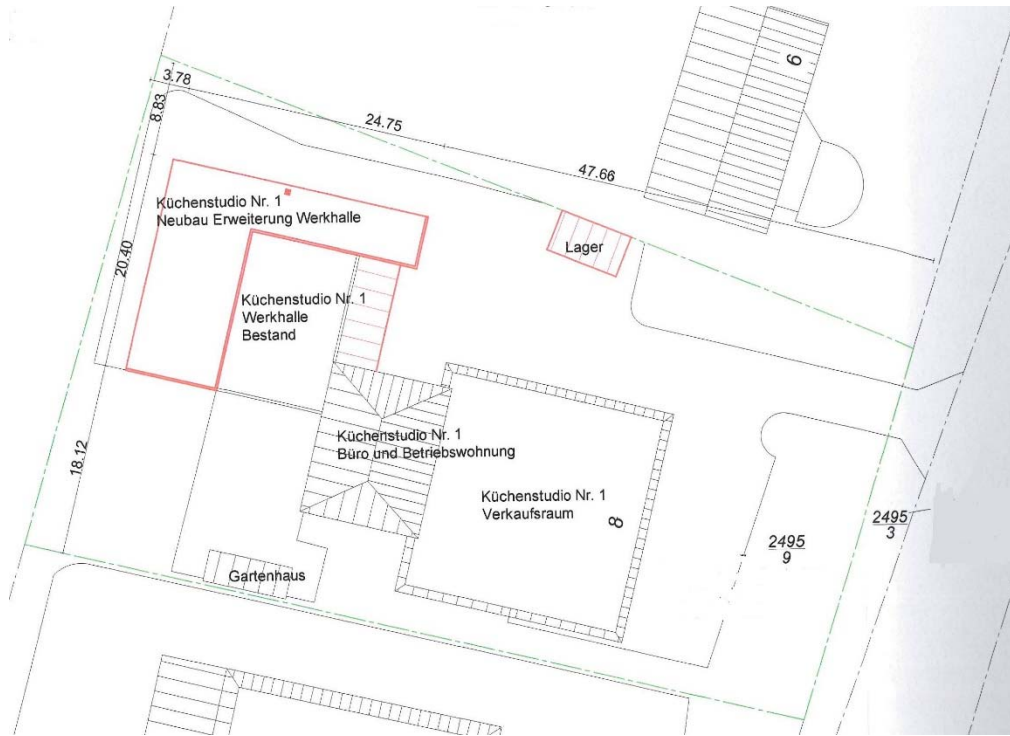 6
3.78
8.83
24.75
47.66
Küchenstudio Nr. 1
Neubau Erweiterung Werkhalle
Lager
20.40
Küchenstudio Nr. 1
Werkhalle
Bestand
Küchenstudio Nr. 1
Büro und Betriebswohnung
18.12
Küchenstudio Nr. 1
Verkaufsraum
8
2495
3
2495
9
Gartenhaus